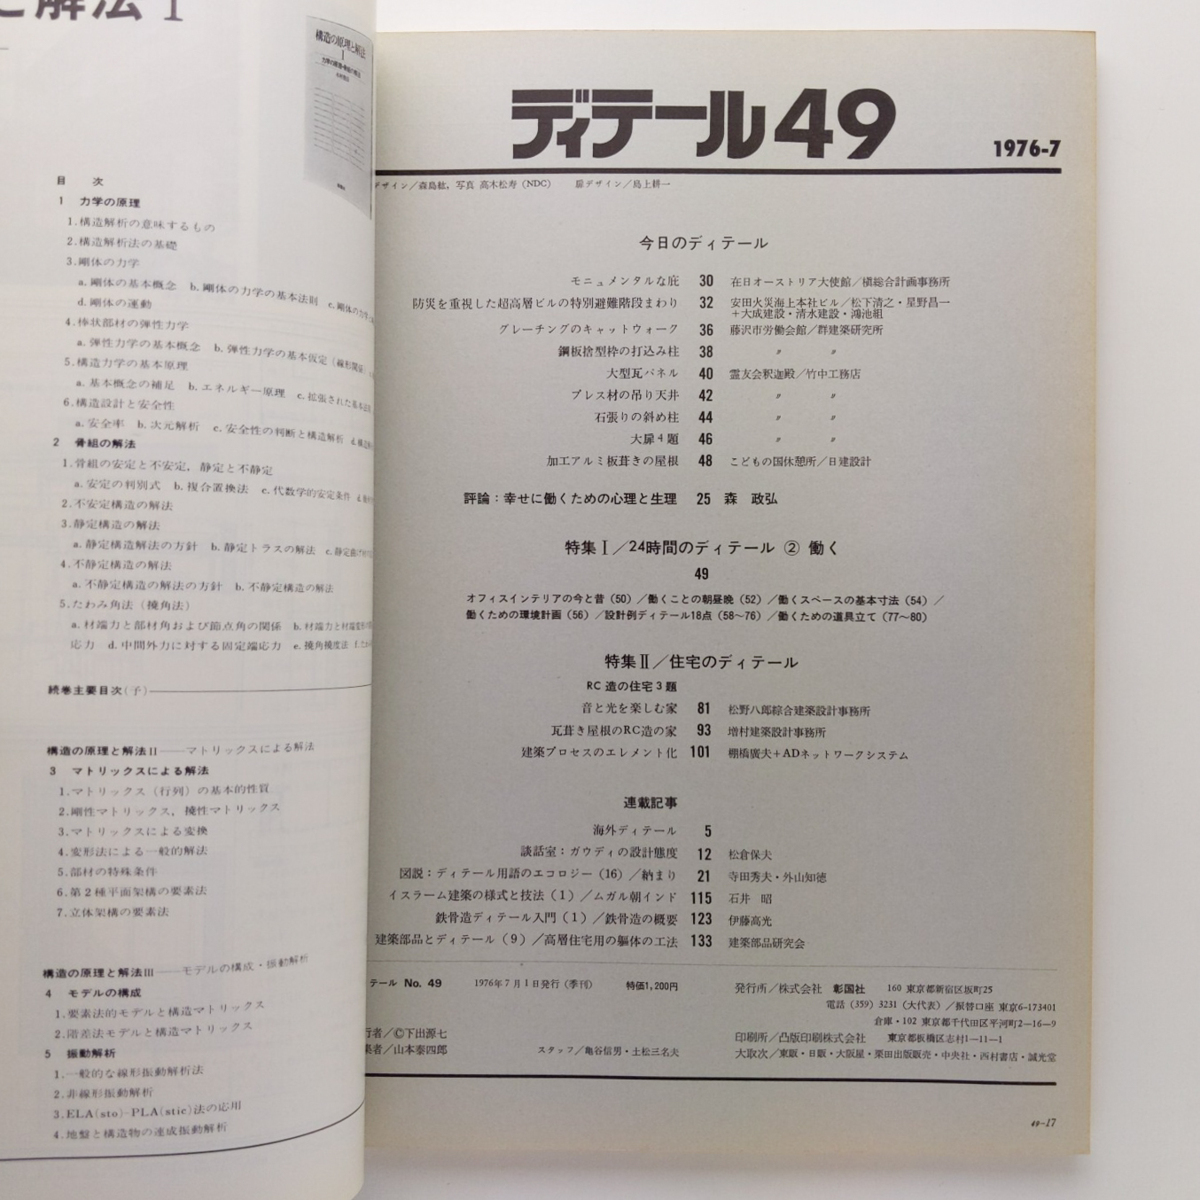 と解法 I
構造の原理と解法
I
目 次
1 力学の原理
1.構造解析の意味するもの
2.構造解析法の基礎
3.剛体の力学
a.剛体の基本概念 b.剛体の力学の基本法則 c.剛体の力学
d.剛体の運動
4.棒状部材の弾性力学
a.弾性力学の基本概念 b.弾性力学の基本仮定(線形関係)
5.構造力学の基本原理
a.基本概念の補足 b.エネルギー原理 c.拡張された基本法則
6.構造設計と安全性
a.安全率 b.次元解析 c.安全性の判断と構造解析
2 骨組の解法
1.骨組の安定と不安定,静定と不静定
a.安定の判別式 b.複合置換法 c.代数学的安定条件
2.不安定構造の解法
3.静定構造の解法
a.静定構造解法の方針 b.静定トラスの解法 c.静定曲げ
4.不静定構造の解法
a.不静定構造の解法の方針 b.不静定構造の解法
5.たわみ角法(撓角法)
a.材端力と部材角および節点角の関係 b.材端力と材端変形
応力 d.中間外力に対する固定端応力 e.撓角撓度法
続巻主要目次(予)
構造の原理と解法II──マトリックスによる解法
3 マトリックスによる解法
1.マトリックス(行列)の基本的性質
2.剛性マトリックス,撓性マトリックス
3.マトリックスによる変換
4.変形法による一般的解法
5.部材の特殊条件
6.第2種平面架構の要素法
7.立体架構の要素法
構造の原理と解法III──モデルの構成・振動解析
4 モデルの構成
1.要素法的モデルと構造マトリックス
2.階差法モデルと構造マトリックス
5 振動解析
1.一般的な線形振動解析法
2.非線形振動解析
3.ELA(sto)-PLA(stic)法の応用
4.地盤と構造物の連成振動解析
ディテール49
1976-7
デザイン/森島紘,写真 高木松寿(NDC) 扉デザイン/島上耕一
今日のディテール
モニュメンタルな庇 30 在日オーストリア大使館/槇総合計画事務所
防災を重視した超高層ビルの特別避難階段まわり 32 安田火災海上本社ビル/松下清之・星野昌一
+大成建設・清水建設・鴻池組
グレーチングのキャットウォーク 36 藤沢市労働会館/群建築研究所
鋼板捨型枠の打込み柱 38 〃 〃
大型瓦パネル 40 霊友会釈迦殿/竹中工務店
プレス材の吊り天井 42 〃 〃
石張りの斜め柱 44 〃 〃
大扉4題 46 〃 〃
加工アルミ板葺きの屋根 48 こどもの国休憩所/日建設計
評論:幸せに働くための心理と生理 25 森 政弘
特集I/24時間のディテール ② 働く
49
オフィスインテリアの今と昔(50)/働くことの朝昼晩(52)/働くスペースの基本寸法(54)/
働くための環境計画(56)/設計例ディテール18点(58〜76)/働くための道具立て(77〜80)
特集II/住宅のディテール
RC造の住宅3題
音と光を楽しむ家 81 松野八郎綜合建築設計事務所
瓦葺き屋根のRC造の家 93 増村建築設計事務所
建築プロセスのエレメント化 101 棚橋廣夫+ADネットワークシステム
連載記事
海外ディテール 5
談話室:ガウディの設計態度 12 松倉保夫
図説:ディテール用語のエコロジー(16)/納まり 21 寺田秀夫・外山知徳
イスラーム建築の様式と技法(1)/ムガル朝インド 115 石井 昭
鉄骨造ディテール入門(1)/鉄骨造の概要 123 伊藤高光
建築部品とディテール(9)/高層住宅用の軀体の工法 133 建築部品研究会
テール No. 49 1976年7月1日発行(季刊) 特価1,200円 発行所/株式会社 彰国社 160 東京都新宿区坂町25
電話(359)3231(大代表)/振替口座 東京6-173401
倉庫・102 東京都千代田区平河町2-16-9
行者/©下出源七 印刷所/凸版印刷株式会社 東京都板橋区志村1-11-1
集者/山本泰四郎 スタッフ/亀谷信男・土松三名夫 大取次/東販・日販・大阪屋・栗田出版販売・中央社・西村書店・誠光堂
49-17